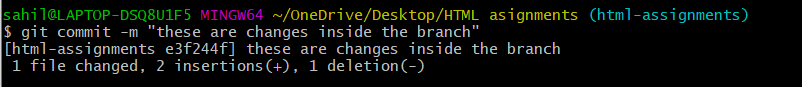 sahil@LAPTOP-DSQ8U1F5 MINGW64 ~/OneDrive/Desktop/HTML asignments (html-assignments)
$ git commit -m "these are changes inside the branch"
[html-assignments e3f244f] these are changes inside the branch
 1 file changed, 2 insertions(+), 1 deletion(-)